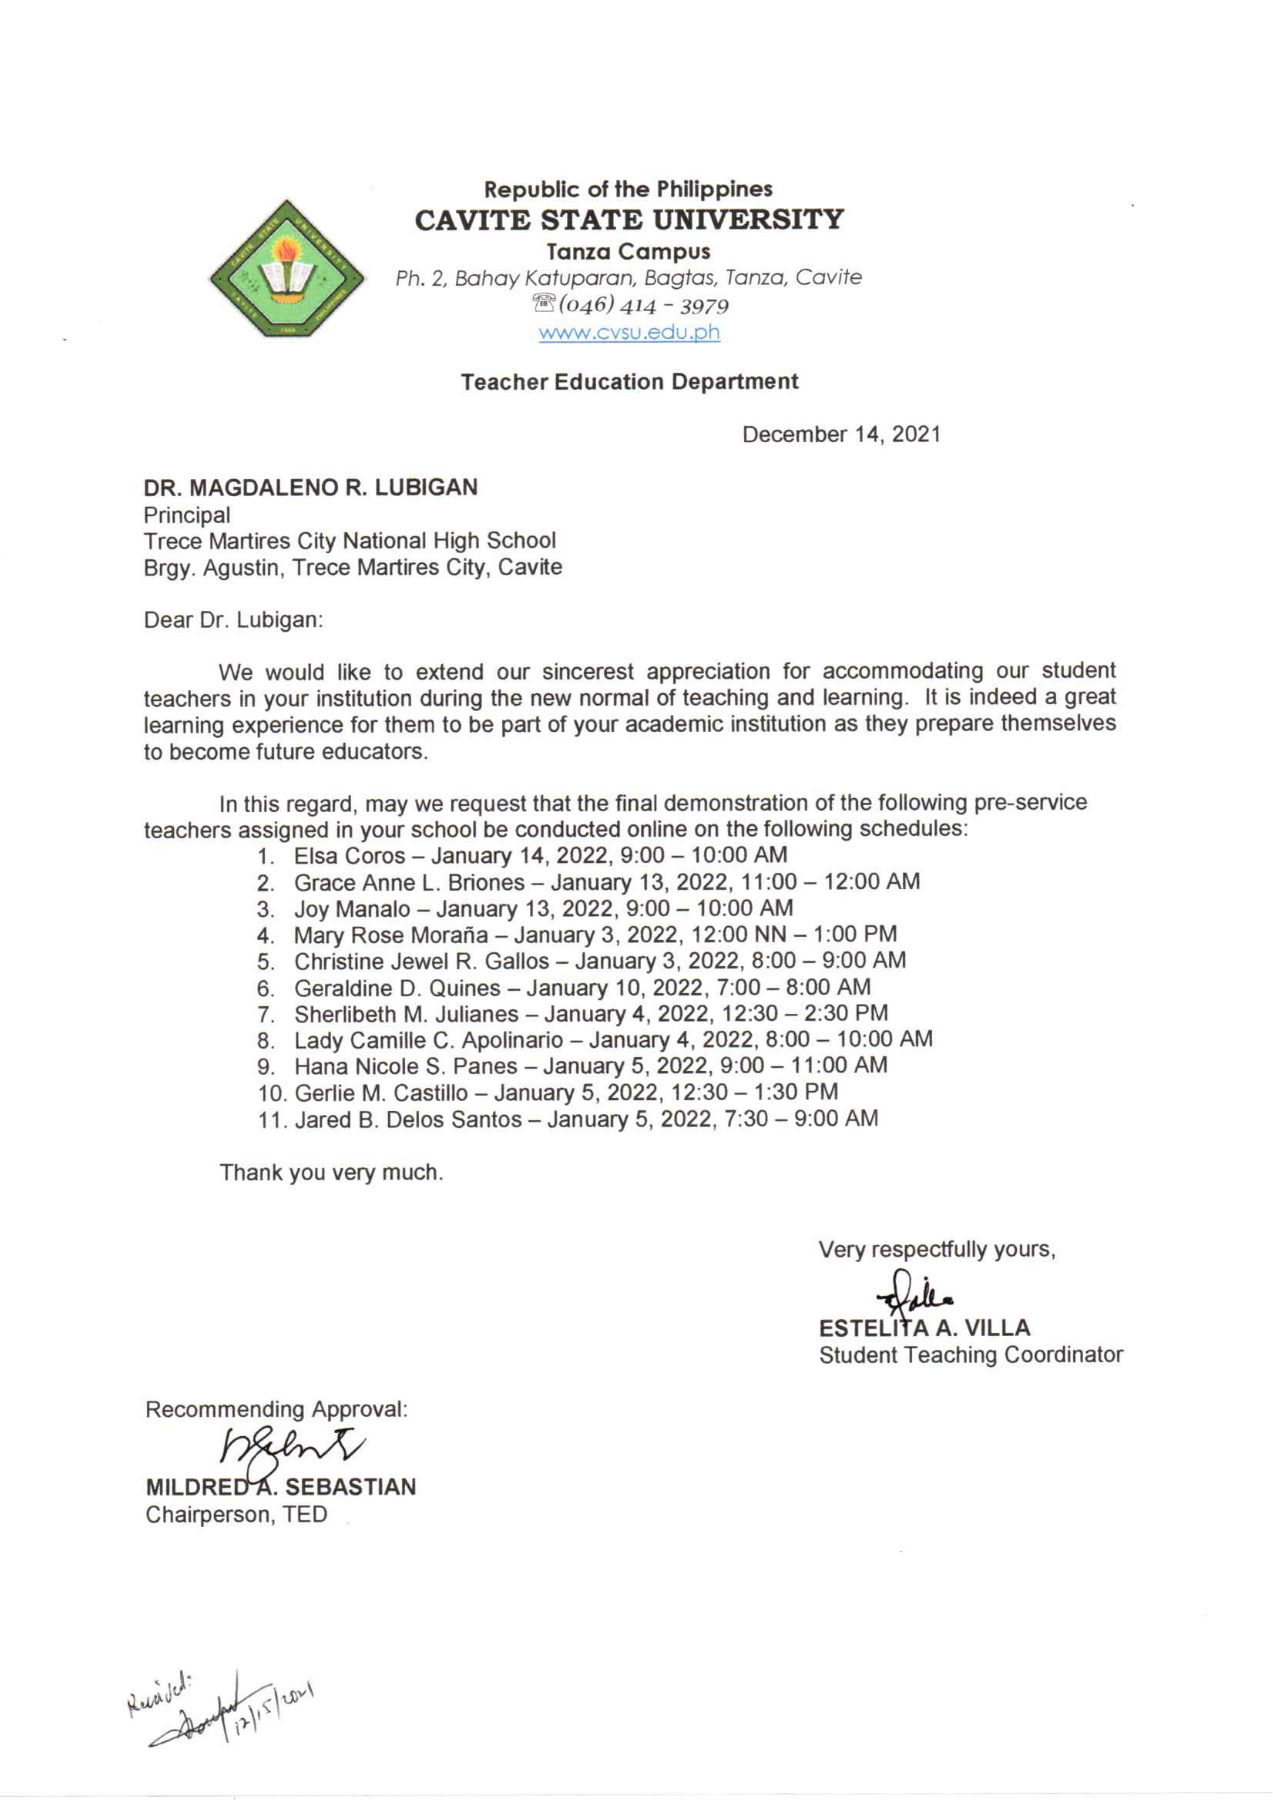 Republic of the Philippines
CAVITE STATE UNIVERSITY
Tanza Campus
Ph. 2, Bahay Katuparan, Bagtas, Tanza, Cavite
☏(046) 414 – 3979
www.cvsu.edu.ph
CAVITE STATE UNIVERSITY
CAVITE
1906
PHILIPPINES
Teacher Education Department
December 14, 2021
DR. MAGDALENO R. LUBIGAN
Principal
Trece Martires City National High School
Brgy. Agustin, Trece Martires City, Cavite
Dear Dr. Lubigan:
We would like to extend our sincerest appreciation for accommodating our student
teachers in your institution during the new normal of teaching and learning. It is indeed a great
learning experience for them to be part of your academic institution as they prepare themselves
to become future educators.
In this regard, may we request that the final demonstration of the following pre-service
teachers assigned in your school be conducted online on the following schedules:
1. Elsa Coros – January 14, 2022, 9:00 – 10:00 AM
2. Grace Anne L. Briones – January 13, 2022, 11:00 – 12:00 AM
3. Joy Manalo – January 13, 2022, 9:00 – 10:00 AM
4. Mary Rose Moraña – January 3, 2022, 12:00 NN – 1:00 PM
5. Christine Jewel R. Gallos – January 3, 2022, 8:00 – 9:00 AM
6. Geraldine D. Quines – January 10, 2022, 7:00 – 8:00 AM
7. Sherlibeth M. Julianes – January 4, 2022, 12:30 – 2:30 PM
8. Lady Camille C. Apolinario – January 4, 2022, 8:00 – 10:00 AM
9. Hana Nicole S. Panes – January 5, 2022, 9:00 – 11:00 AM
10. Gerlie M. Castillo – January 5, 2022, 12:30 – 1:30 PM
11. Jared B. Delos Santos – January 5, 2022, 7:30 – 9:00 AM
Thank you very much.
Very respectfully yours,
ESTELITA A. VILLA
Student Teaching Coordinator
Recommending Approval:
MILDRED A. SEBASTIAN
Chairperson, TED
Received:
12/15/2021